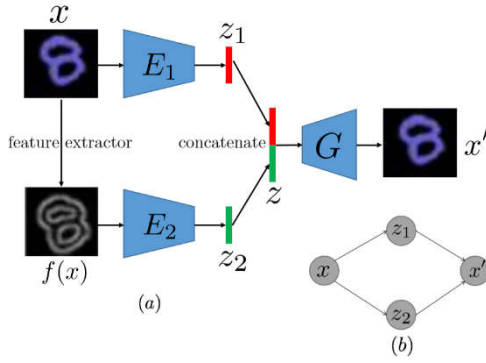 x
E₁
z₁
feature extractor
concatenate
G
x′
z
f(x)
E₂
z₂
(a)
x
z₁
z₂
x′
(b)